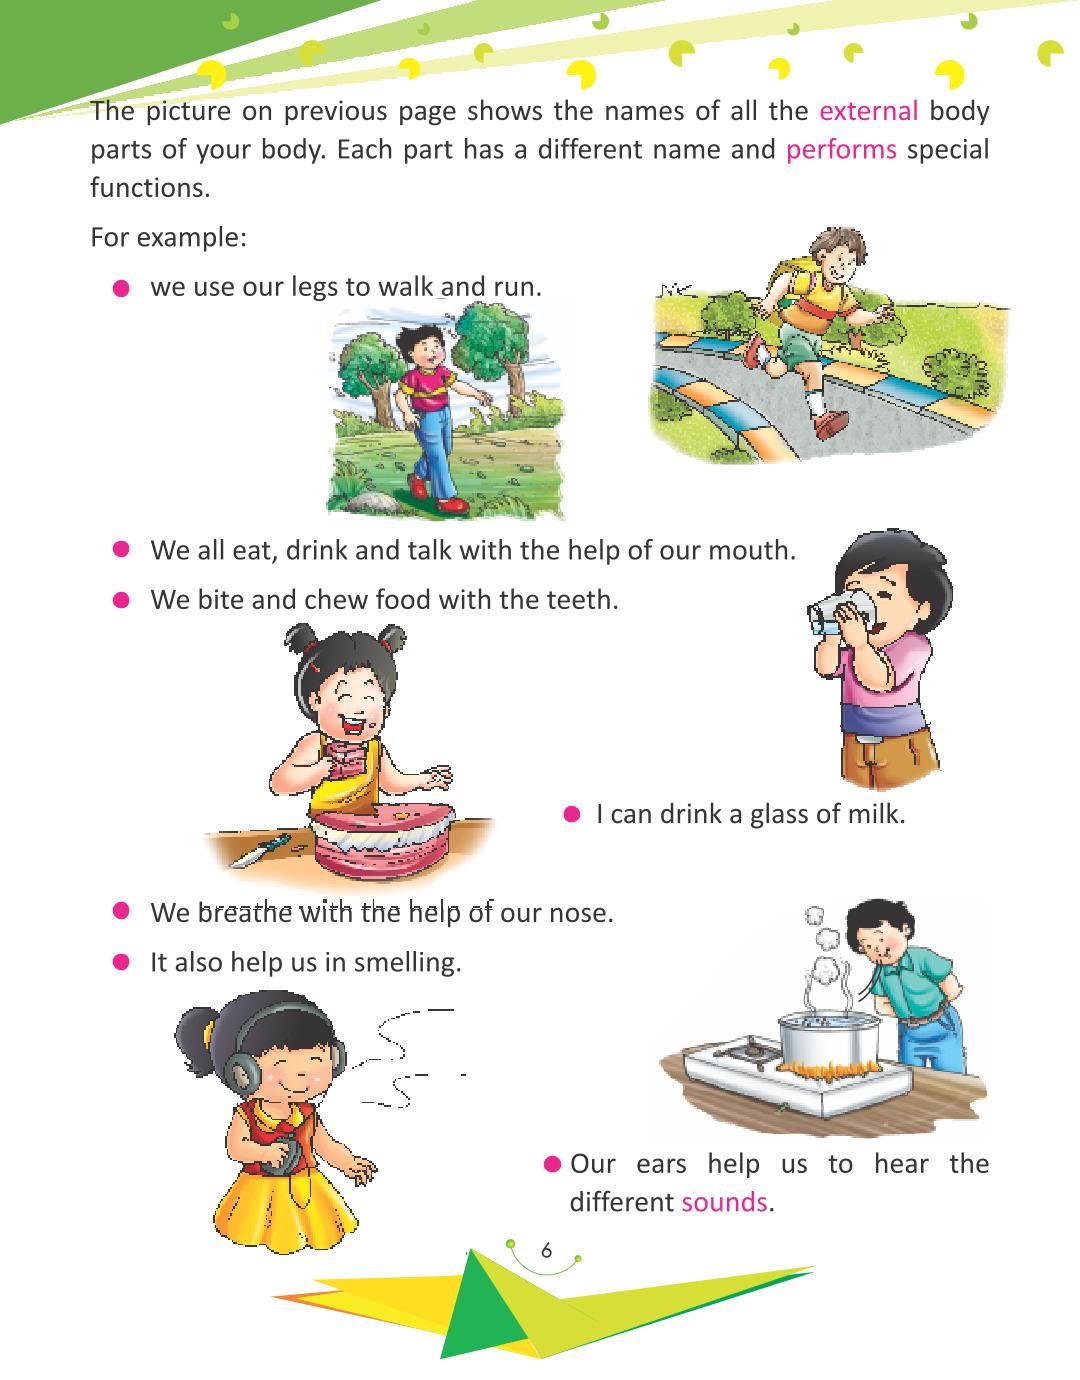 The picture on previous page shows the names of all the external body
parts of your body. Each part has a different name and performs special
functions.
For example:
we use our legs to walk and run.
We all eat, drink and talk with the help of our mouth.
We bite and chew food with the teeth.
I can drink a glass of milk.
We breathe with the help of our nose.
It also help us in smelling.
Our ears help us to hear the
different sounds.
6